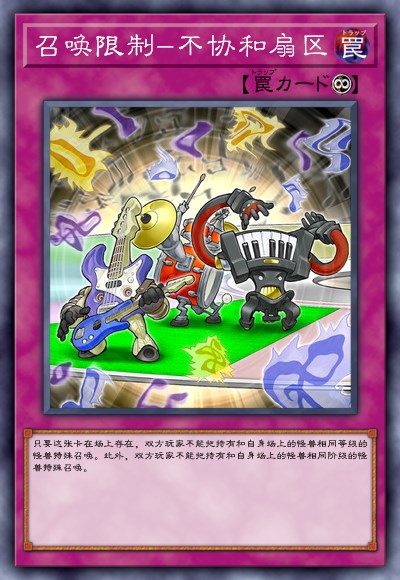 召唤限制-不协和扇区
罠
トラップ
【罠カード】
トラップ
只要这张卡在场上存在，双方玩家不能把持有和自身场上的怪兽相同等级的
怪兽特殊召唤。此外，双方玩家不能把持有和自身场上的怪兽相同阶级的怪
兽特殊召唤。